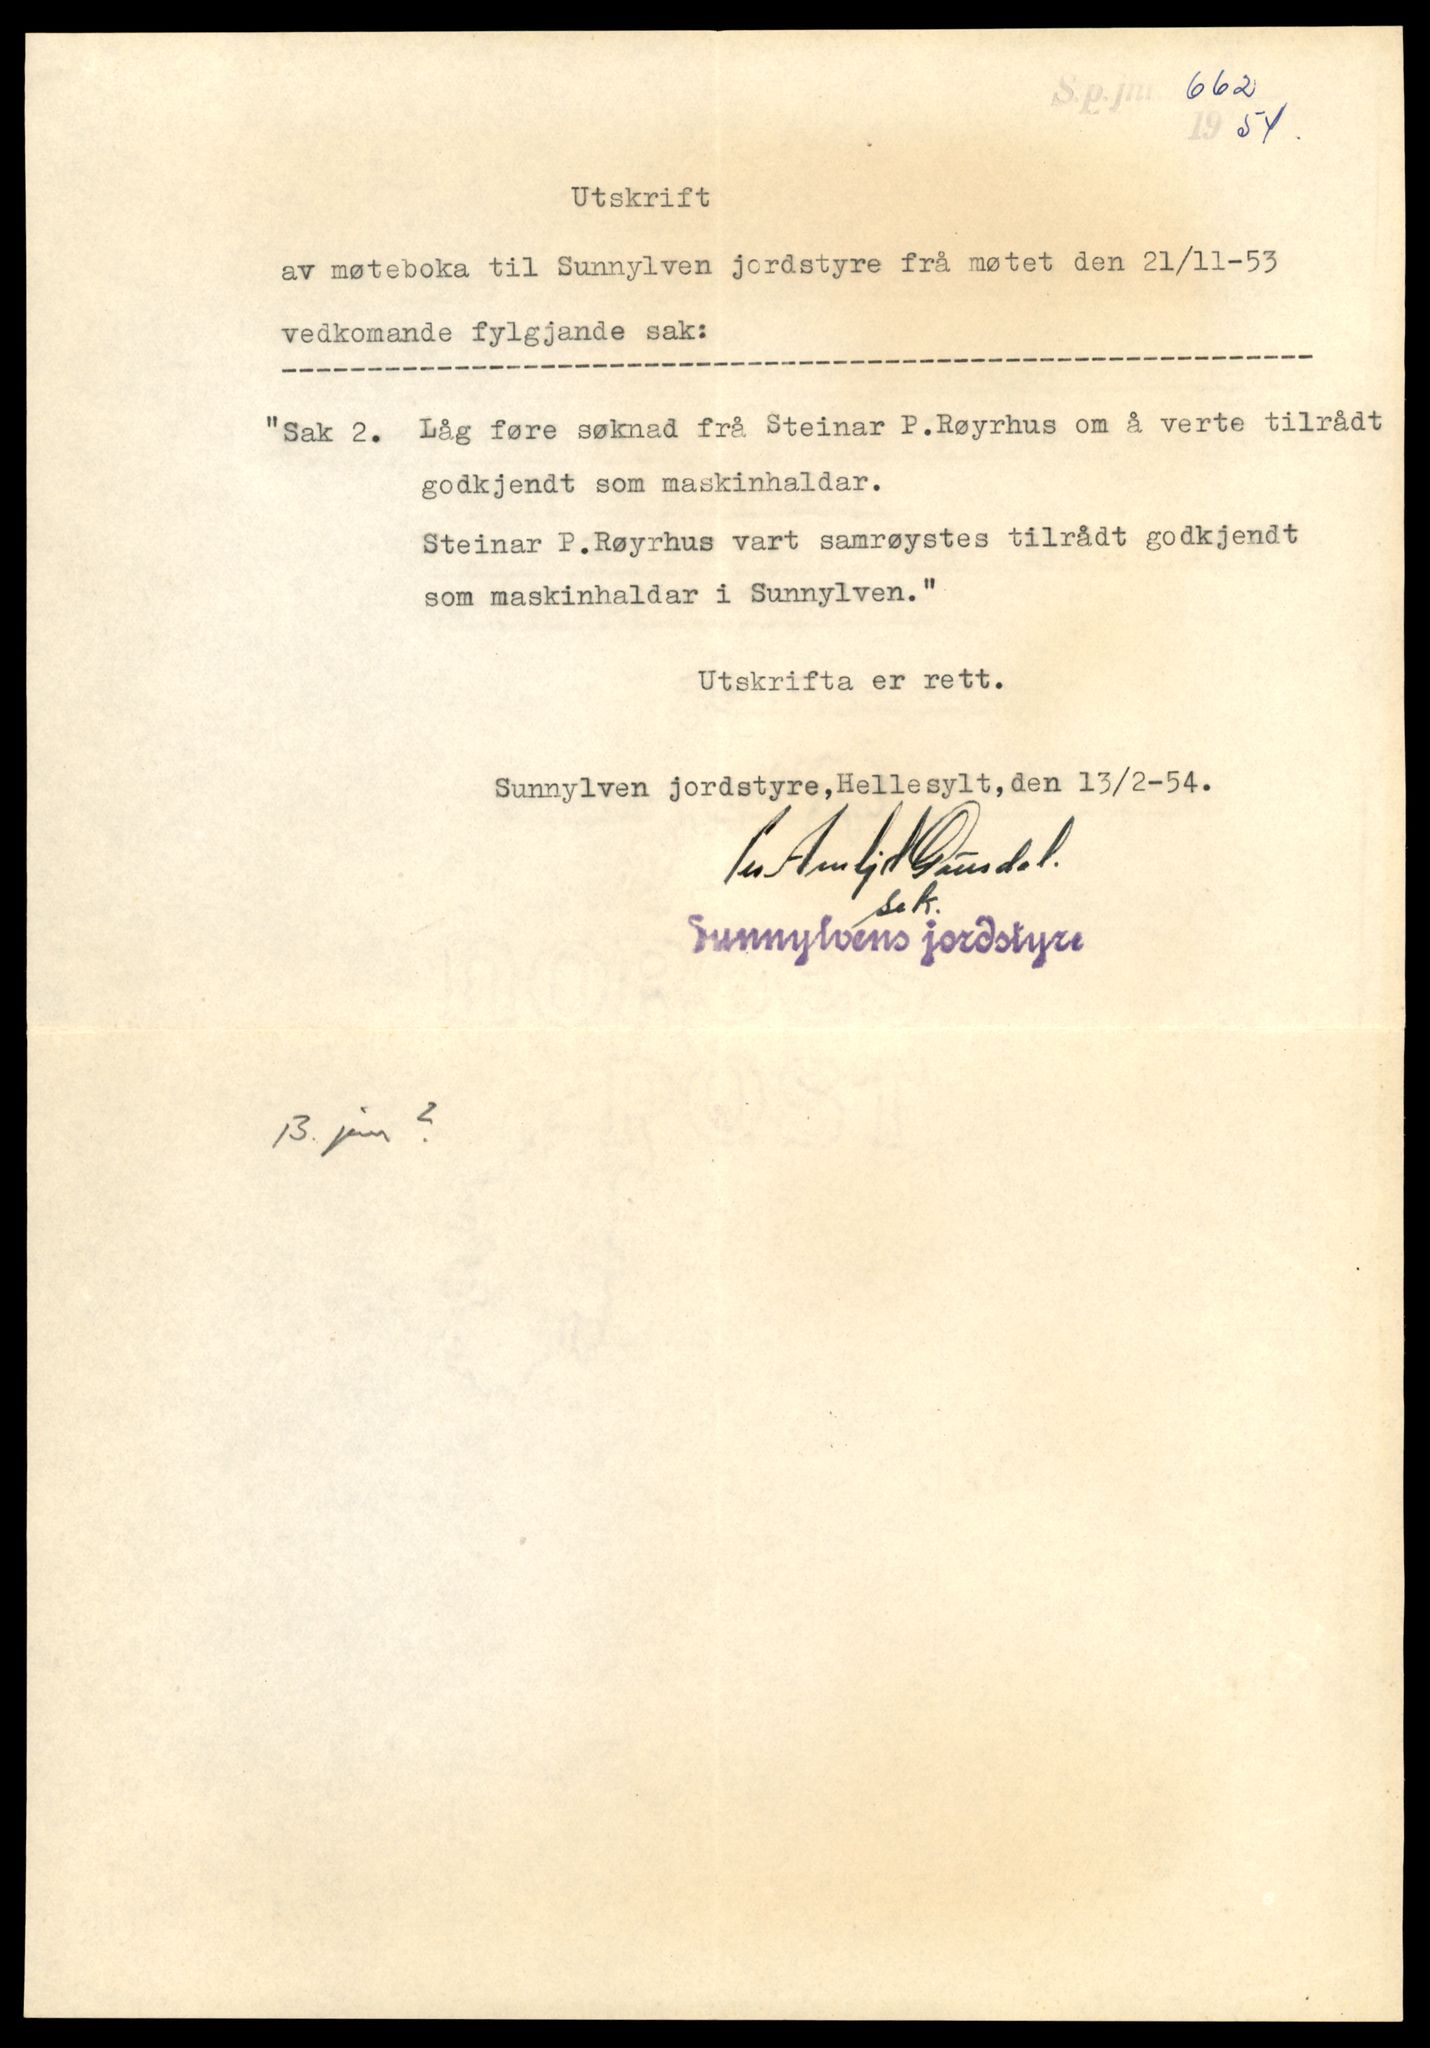 S.p.jnr 662
19 54.
Utskrift
av møteboka til Sunnylven jordstyre frå møtet den 21/11-53
vedkomande fylgjande sak:
"Sak 2. Låg føre søknad frå Steinar P.Røyrhus om å verte tilrådt
godkjendt som maskinhaldar.
Steinar P.Røyrhus vart samrøystes tilrådt godkjendt
som maskinhaldar i Sunnylven."
Utskrifta er rett.
Sunnylven jordstyre,Hellesylt,den 13/2-54.
sek.
Sunnylvens jordstyre